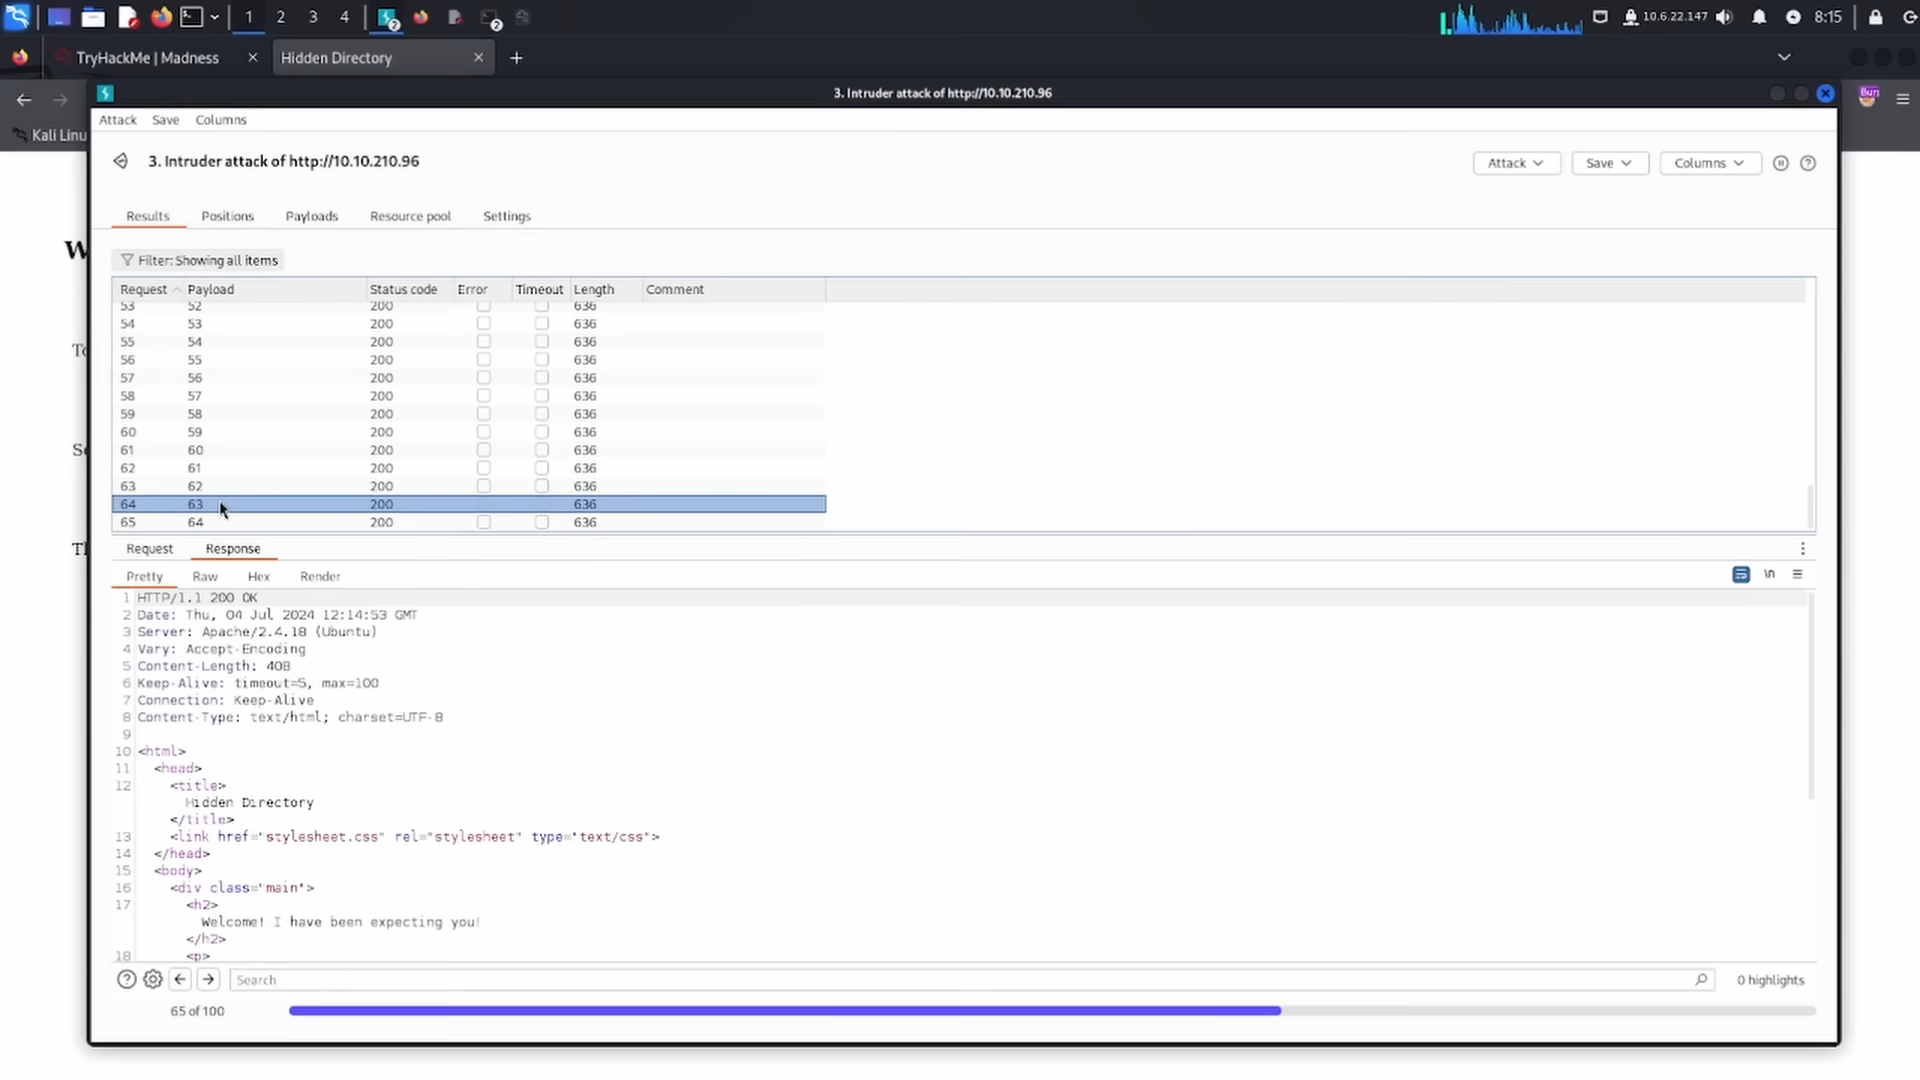 1 2 3 4 2 2 10.6.22.147 8:15
TryHackMe | Madness Hidden Directory
3. Intruder attack of http://10.10.210.96
Kali Linu
Attack Save Columns
3. Intruder attack of http://10.10.210.96
Attack Save Columns
Results Positions Payloads Resource pool Settings
W
Filter: Showing all items
Request Payload Status code Error Timeout Length Comment
53 52 200 636
54 53 200 636
55 54 200 636
56 55 200 636
57 56 200 636
58 57 200 636
59 58 200 636
60 59 200 636
61 60 200 636
62 61 200 636
63 62 200 636
64 63 200 636
65 64 200 636
To
Se
Th
Request Response
Pretty Raw Hex Render
\n
1 HTTP/1.1 200 OK
2 Date: Thu, 04 Jul 2024 12:14:53 GMT
3 Server: Apache/2.4.18 (Ubuntu)
4 Vary: Accept-Encoding
5 Content-Length: 408
6 Keep-Alive: timeout=5, max=100
7 Connection: Keep-Alive
8 Content-Type: text/html; charset=UTF-8
9
10 <html>
11 <head>
12 <title>
Hidden Directory
</title>
13 <link href="stylesheet.css" rel="stylesheet" type="text/css">
14 </head>
15 <body>
16 <div class="main">
17 <h2>
Welcome! I have been expecting you!
</h2>
18 <p>
Search 0 highlights
65 of 100